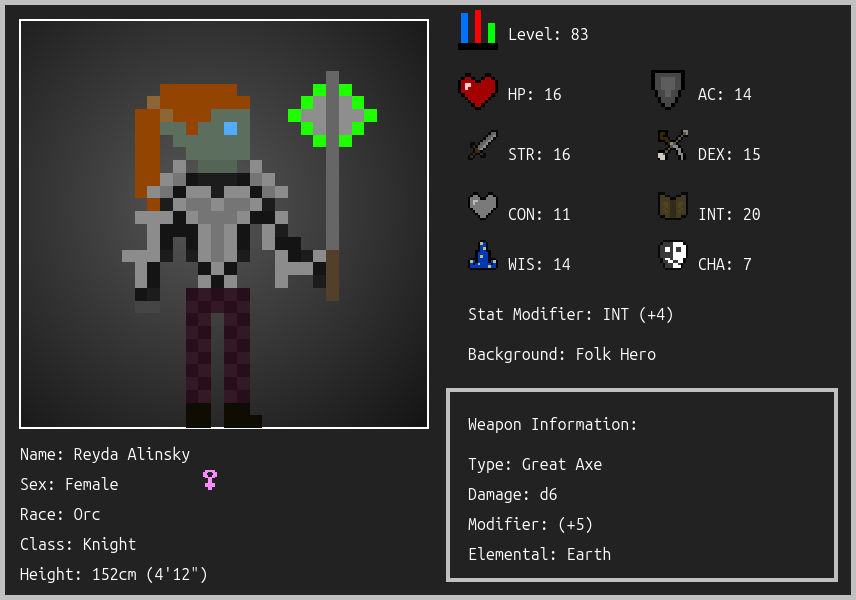 Level: 83
HP: 16
AC: 14
STR: 16
DEX: 15
CON: 11
INT: 20
WIS: 14
CHA: 7
Stat Modifier: INT (+4)
Background: Folk Hero
Weapon Information:
Type: Great Axe
Damage: d6
Modifier: (+5)
Elemental: Earth
Name: Reyda Alinsky
Sex: Female
Race: Orc
Class: Knight
Height: 152cm (4'12")